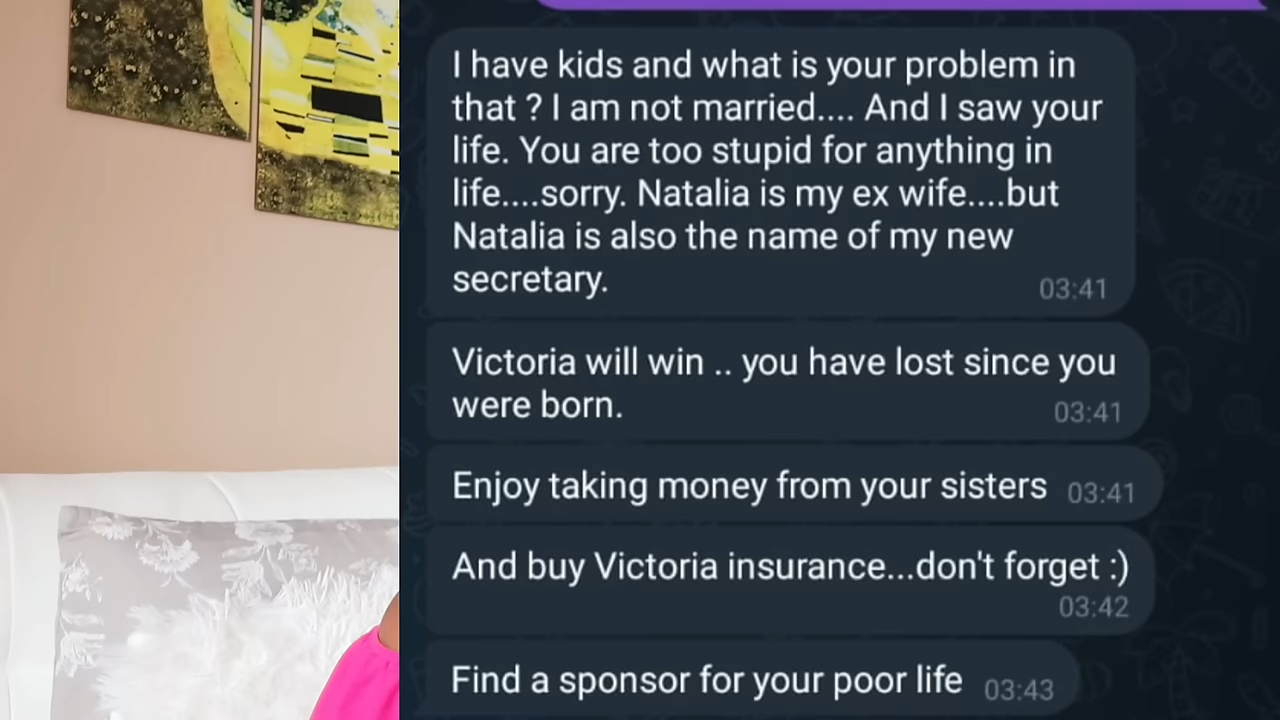 I have kids and what is your problem in
that ? I am not married.... And I saw your
life. You are too stupid for anything in
life....sorry. Natalia is my ex wife....but
Natalia is also the name of my new
secretary.
03:41
Victoria will win .. you have lost since you
were born.
03:41
Enjoy taking money from your sisters 03:41
And buy Victoria insurance...don't forget :)
03:42
Find a sponsor for your poor life 03:43